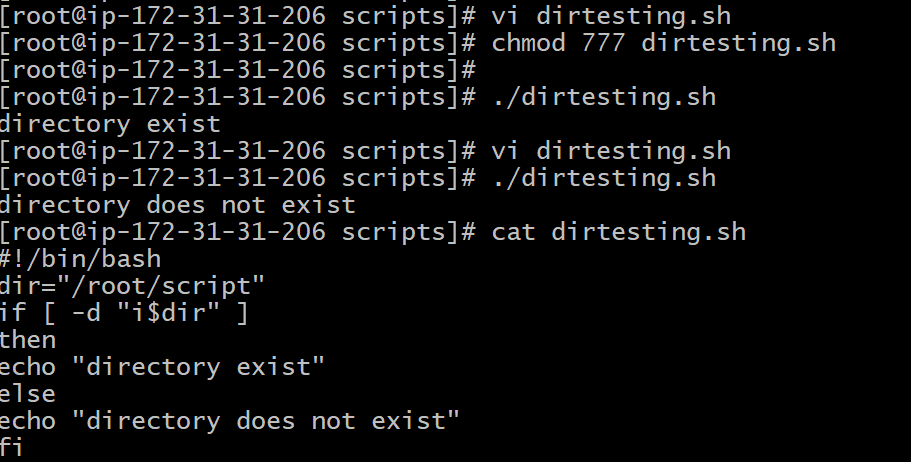 [root@ip-172-31-31-206 scripts]# vi dirtesting.sh
[root@ip-172-31-31-206 scripts]# chmod 777 dirtesting.sh
[root@ip-172-31-31-206 scripts]#
[root@ip-172-31-31-206 scripts]# ./dirtesting.sh
directory exist
[root@ip-172-31-31-206 scripts]# vi dirtesting.sh
[root@ip-172-31-31-206 scripts]# ./dirtesting.sh
directory does not exist
[root@ip-172-31-31-206 scripts]# cat dirtesting.sh
#!/bin/bash
dir="/root/script"
if [ -d "i$dir" ]
then
echo "directory exist"
else
echo "directory does not exist"
fi